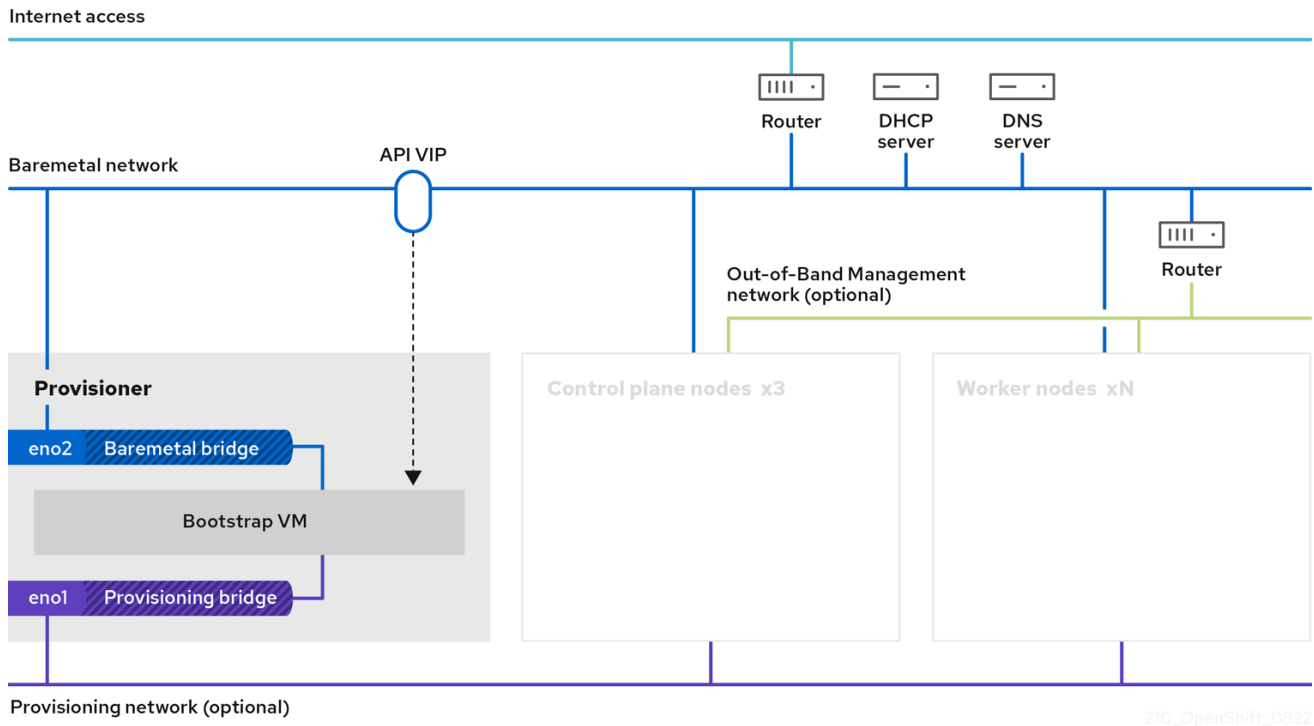 Internet access
Router
DHCP
server
DNS
server
API VIP
Baremetal network
Router
Out-of-Band Management
network (optional)
Provisioner
Control plane nodes x3
Worker nodes xN
eno2
Baremetal bridge
Bootstrap VM
eno1
Provisioning bridge
Provisioning network (optional)
210_OpenShift_0822